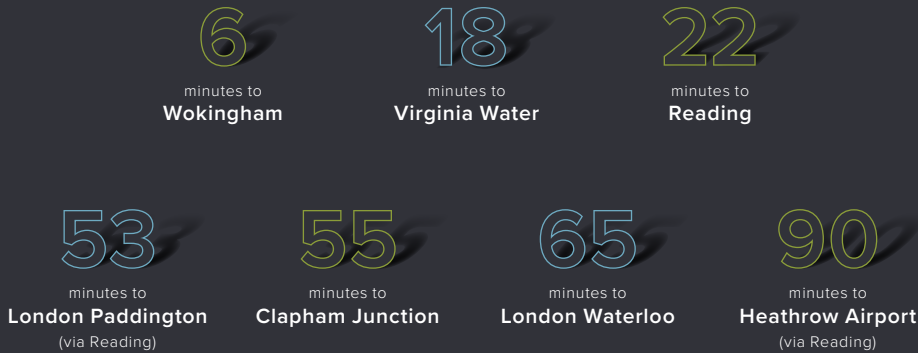 6
minutes to
Wokingham
18
minutes to
Virginia Water
22
minutes to
Reading
53
minutes to
London Paddington
(via Reading)
55
minutes to
Clapham Junction
65
minutes to
London Waterloo
90
minutes to
Heathrow Airport
(via Reading)